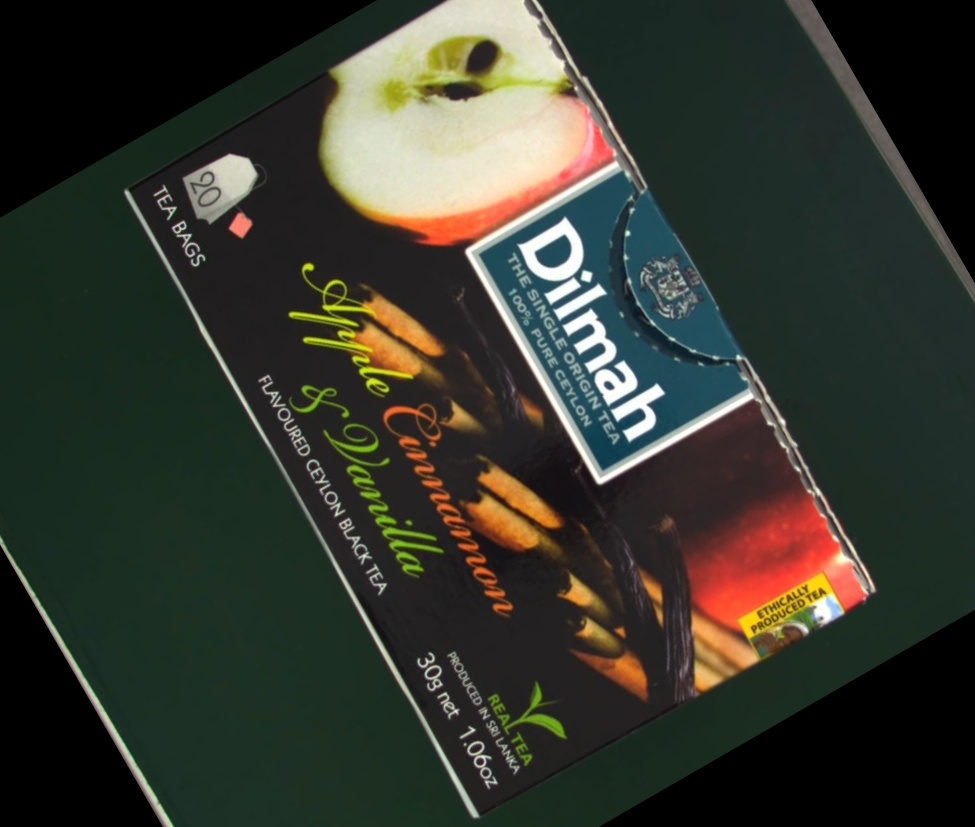 Dilmah
THE SINGLE ORIGIN TEA
100% PURE CEYLON
20
TEA BAGS
Apple Cinnamon
& Vanilla
FLAVOURED CEYLON BLACK TEA
ETHICALLY
PRODUCED TEA
REAL TEA
PRODUCED IN SRI LANKA
30g net 1.06oz